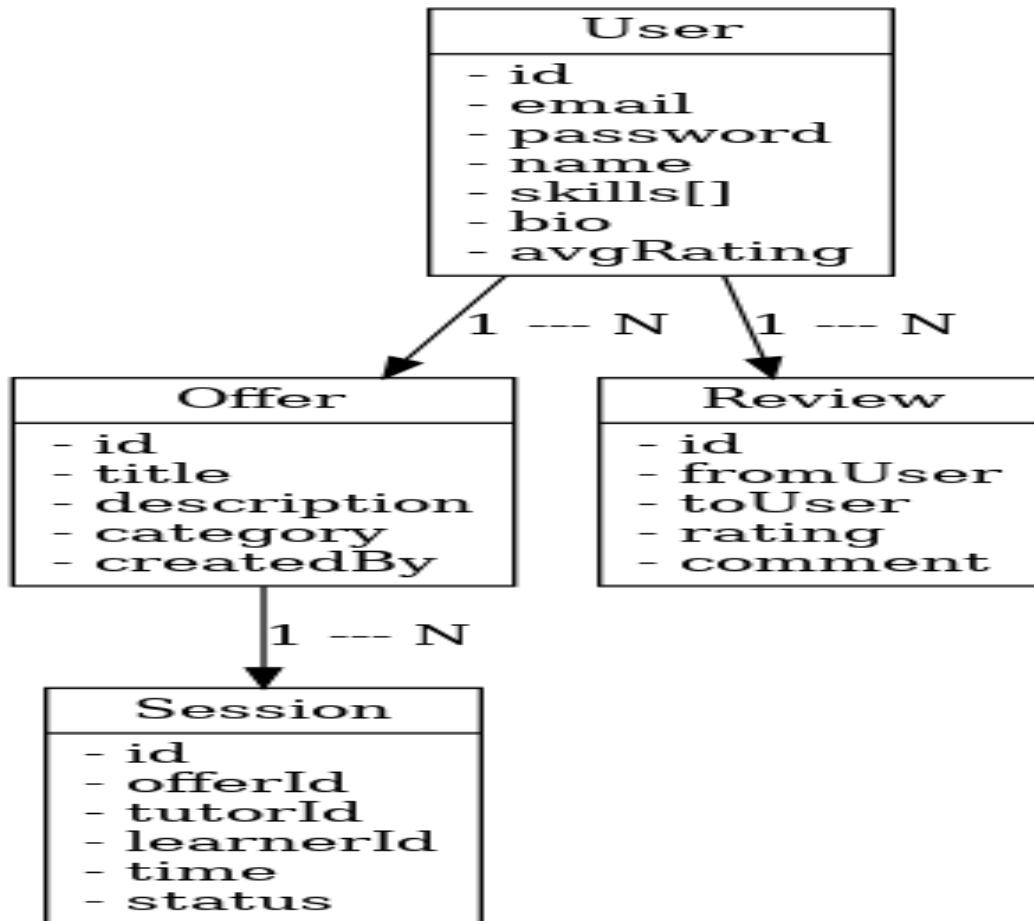 User
- id
- email
- password
- name
- skills[]
- bio
- avgRating
1 --- N
1 --- N
Offer
- id
- title
- description
- category
- createdBy
Review
- id
- fromUser
- toUser
- rating
- comment
1 --- N
Session
- id
- offerId
- tutorId
- learnerId
- time
- status